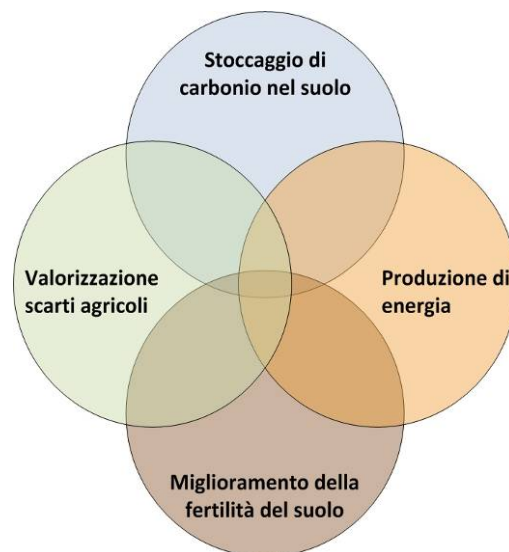 Stoccaggio di
carbonio nel suolo
Valorizzazione
scarti agricoli
Produzione di
energia
Miglioramento della
fertilità del suolo